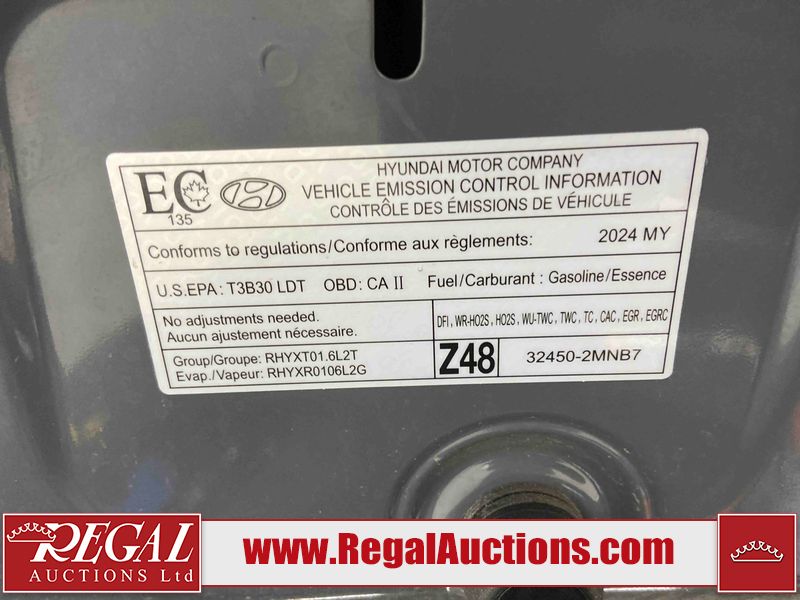 EC
135
HYUNDAI MOTOR COMPANY
VEHICLE EMISSION CONTROL INFORMATION
CONTRÔLE DES ÉMISSIONS DE VÉHICULE
Conforms to regulations/Conforme aux règlements: 2024 MY
U.S.EPA: T3B30 LDT OBD: CA II Fuel/Carburant : Gasoline/Essence
No adjustments needed.
Aucun ajustement nécessaire.
DFI, WR-HO2S, HO2S, WU-TWC, TWC, TC, CAC, EGR, EGRC
Group/Groupe: RHYXT01.6L2T
Evap./Vapeur: RHYXR0106L2G
Z48
32450-2MNB7
REGAL
AUCTIONS Ltd
www.RegalAuctions.com